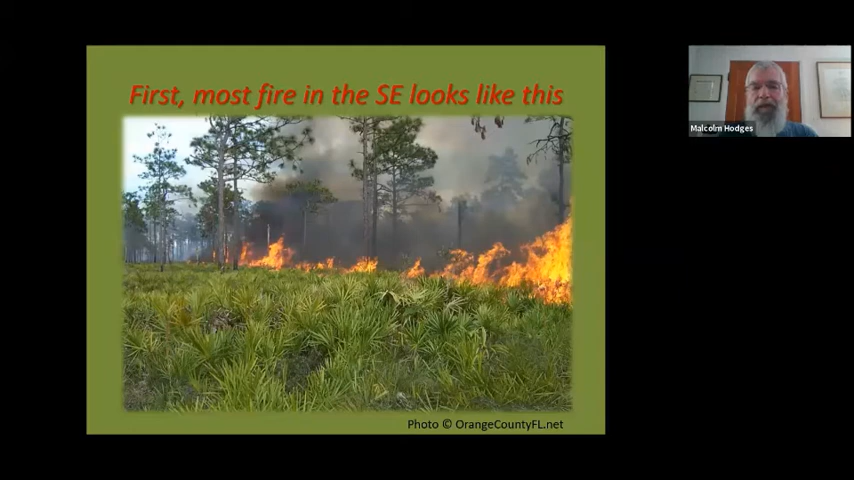 First, most fire in the SE looks like this
Malcolm Hodges
Photo © OrangeCountyFL.net